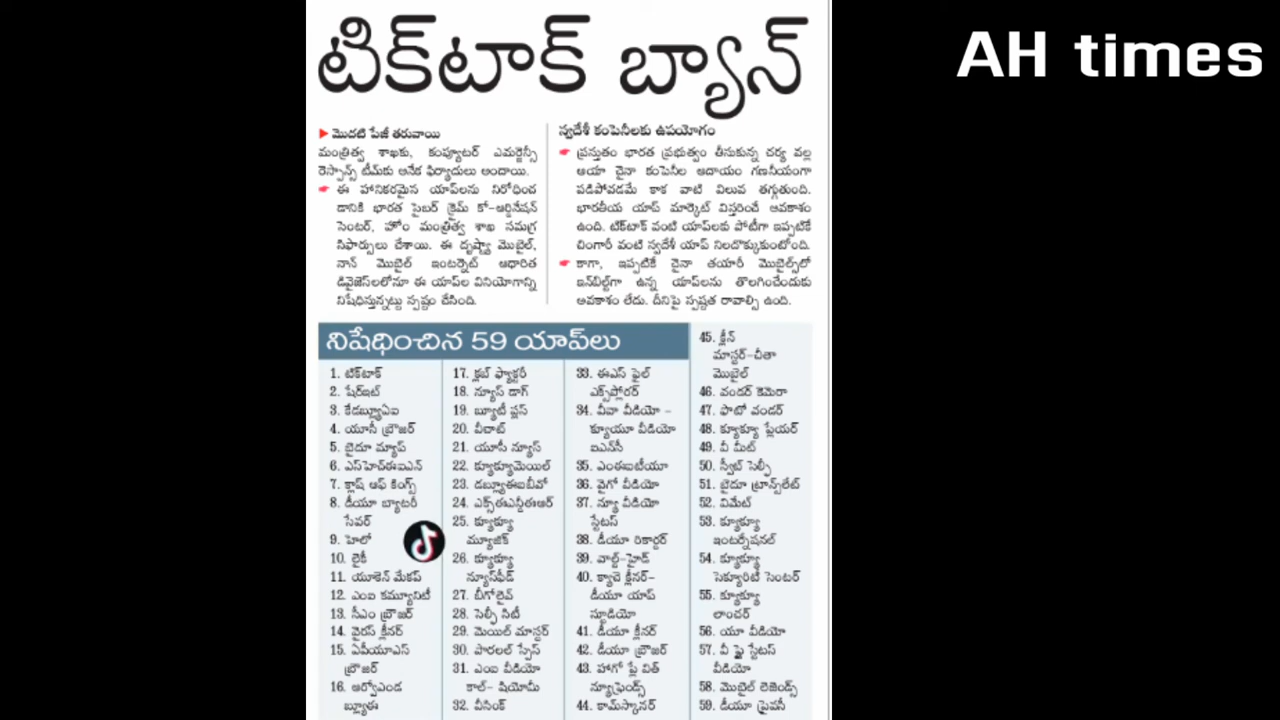 టిక్‌టాక్ బ్యాన్
AH times
మొదటి పేజీ తరువాయి
మంత్రిత్వ శాఖకు, కంప్యూటర్ ఎమర్జెన్సీ
రెస్పాన్స్ టీమ్‌కు అనేక ఫిర్యాదులు అందాయి.
ఈ హానికరమైన యాప్‌లను నిరోధించ
డానికి భారత సైబర్ క్రైమ్ కో-ఆర్డినేషన్
సెంటర్, హోం మంత్రిత్వ శాఖ సమగ్ర
సిఫార్సులు చేశాయి. ఈ దృష్ట్యా మొబైల్,
నాన్ మొబైల్ ఇంటర్నెట్ ఆధారిత
డివైజెస్‌లలోనూ ఈ యాప్‌ల వినియోగాన్ని
నిషేధిస్తున్నట్టు స్పష్టం చేసింది.
స్వదేశీ కంపెనీలకు ఉపయోగం
ప్రస్తుతం భారత ప్రభుత్వం తీసుకున్న చర్య వల్ల
ఆయా చైనా కంపెనీల ఆదాయం గణనీయంగా
పడిపోవడమే కాక వాటి విలువ తగ్గుతుంది.
భారతీయ యాప్ మార్కెట్ విస్తరించే అవకాశం
ఉంది. టిక్‌టాక్ వంటి యాప్‌లకు పోటీగా ఇప్పటికే
చింగారీ వంటి స్వదేశీ యాప్ నిలదొక్కుకుంటోంది.
కాగా, ఇప్పటికే చైనా తయారీ మొబైల్స్‌లో
ఇన్‌బిల్ట్‌గా ఉన్న యాప్‌లను తొలగించేందుకు
అవకాశం లేదు. దీనిపై స్పష్టత రావాల్సి ఉంది.
నిషేధించిన 59 యాప్‌లు
1. టిక్‌టాక్
2. షేర్‌ఇట్
3. కేడబ్ల్యూఏఐ
4. యూసీ బ్రౌజర్
5. బైదూ మ్యాప్
6. ఎస్‌హెచ్‌ఈఐఎన్
7. క్లాష్ ఆఫ్ కింగ్స్
8. డీయూ బ్యాటరీ
సేవర్
9. హెలో
10. లైకీ
11. యూకెన్ మేకప్
12. ఎంఐ కమ్యూనిటీ
13. సీఎం బ్రౌజర్
14. వైరస్ క్లీనర్
15. ఏపీయూఎస్
బ్రౌజర్
16. ఆర్వోఎండ
బ్ల్యూఈ
17. క్లబ్ ఫ్యాక్టరీ
18. న్యూస్ డాగ్
19. బ్యూటీ ప్లస్
20. వీచాట్
21. యూసీ న్యూస్
22. క్యూక్యూమెయిల్
23. డబ్ల్యూఈఐబీవో
24. ఎక్స్‌ఈఎన్డీఈఆర్
25. క్యూక్యూ
మ్యూజిక్
26. క్యూక్యూ
న్యూస్‌ఫీడ్
27. బీగోలైవ్
28. సెల్ఫీ సిటీ
29. మెయిల్ మాస్టర్
30. పారలల్ స్పేస్
31. ఎంఐ వీడియో
కాల్- షియోమీ
32. వీసింక్
33. ఈఎస్ ఫైల్
ఎక్స్‌ప్లోరర్
34. వీవా వీడియో -
క్యూయూ వీడియో
ఐఎన్‌సీ
35. ఎంఈఐటీయూ
36. వైగో వీడియో
37. న్యూ వీడియో
స్టేటస్
38. డీయూ రికార్డర్
39. వాల్ట్-హైడ్
40. క్యాచె క్లీనర్-
డీయూ యాప్
స్టూడియో
41. డీయూ క్లీనర్
42. డీయూ బ్రౌజర్
43. హాగో ప్లే విత్
న్యూఫ్రెండ్స్
44. కామ్‌స్కానర్
45. క్లీన్
మాస్టర్-చీతా
మొబైల్
46. వండర్ కెమెరా
47. ఫొటో వండర్
48. క్యూక్యూ ప్లేయర్
49. వీ మీట్
50. స్వీట్ సెల్ఫీ
51. బైదూ ట్రాన్స్‌లేట్
52. విమేట్
53. క్యూక్యూ
ఇంటర్నేషనల్
54. క్యూక్యూ
సెక్యూరిటీ సెంటర్
55. క్యూక్యూ
లాంచర్
56. యూ వీడియో
57. వీ ఫ్లై స్టేటస్
వీడియో
58. మొబైల్ లెజెండ్స్
59. డీయూ ప్రైవసీ